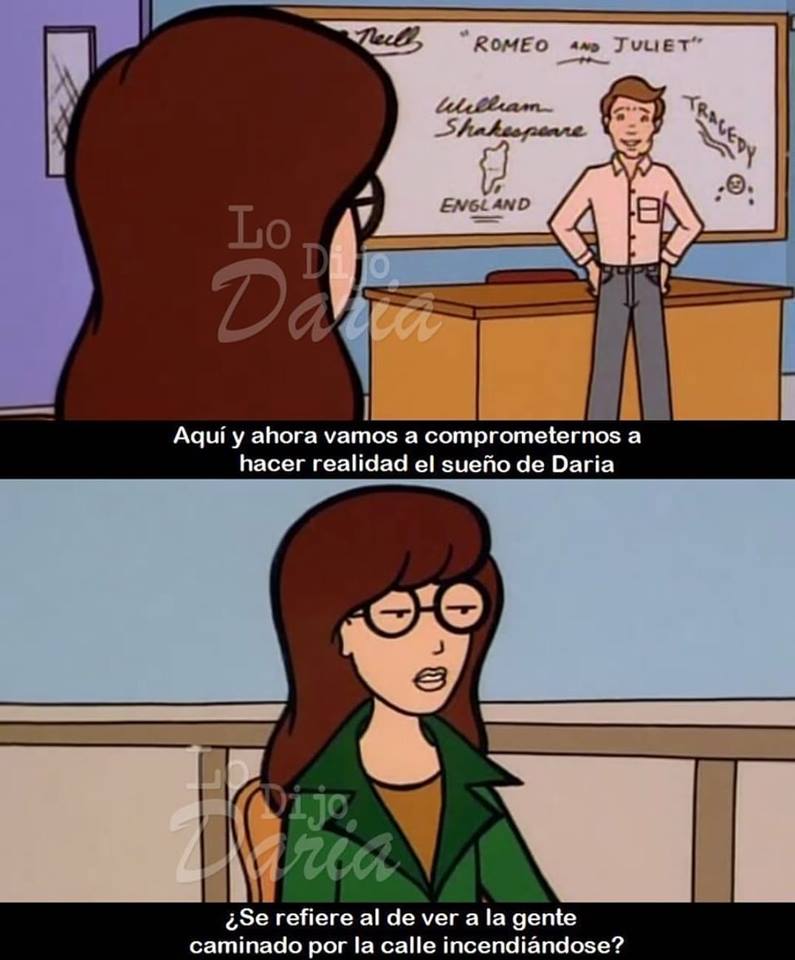 Neill
"ROMEO AND JULIET"
William
Shakespeare
TRAGEDY
ENGLAND
Lo
Dijo
Daria
Aquí y ahora vamos a comprometernos a
hacer realidad el sueño de Daria
Lo
Dijo
Daria
¿Se refiere al de ver a la gente
caminado por la calle incendiándose?